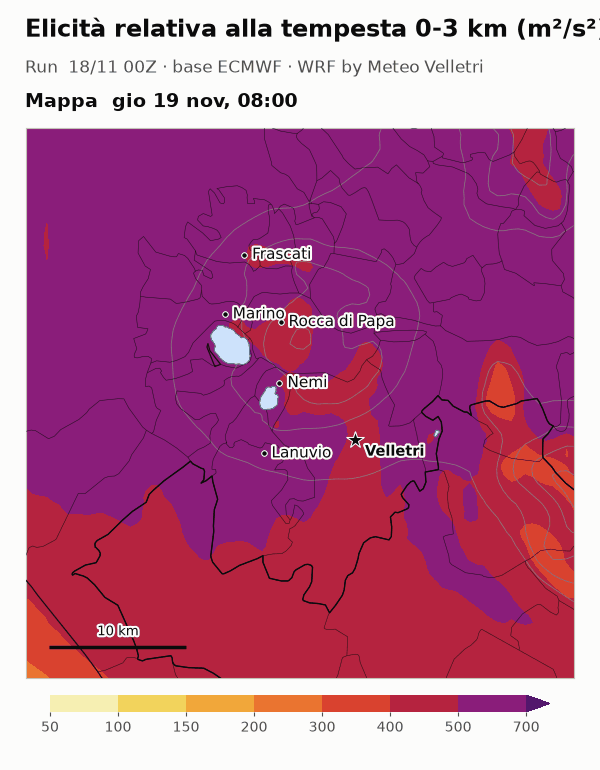 Elicità relativa alla tempesta 0-3 km (m²/s²)
Run  18/11 00Z · base ECMWF · WRF by Meteo Velletri
Mappa  gio 19 nov, 08:00
Frascati
Marino
Rocca di Papa
Nemi
Velletri
Lanuvio
10 km
50 100 150 200 300 400 500 700